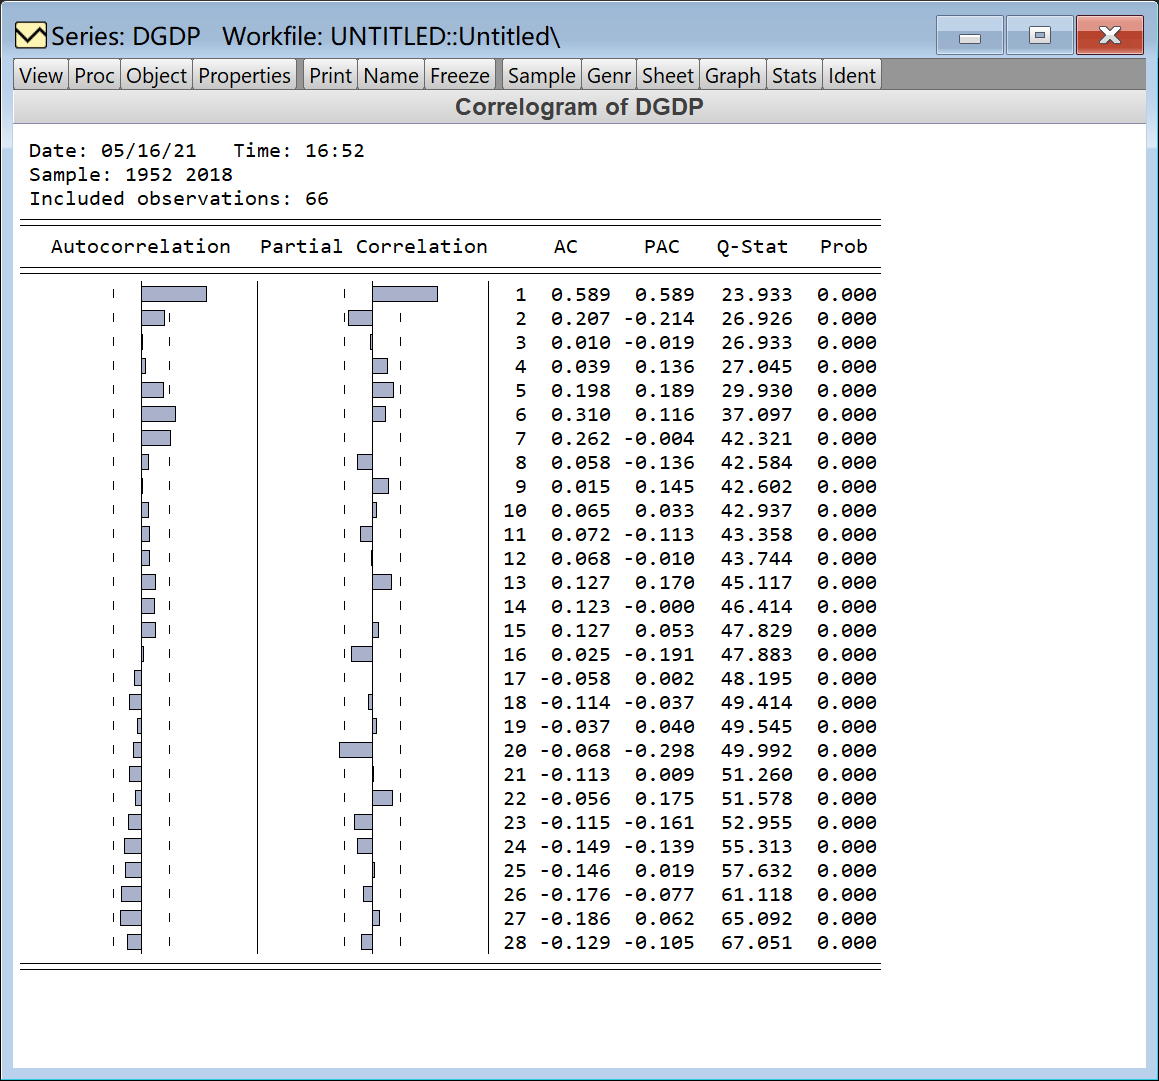 Series: DGDP   Workfile: UNTITLED::Untitled\
View Proc Object Properties Print Name Freeze Sample Genr Sheet Graph Stats Ident
Correlogram of DGDP
Date: 05/16/21   Time: 16:52
Sample: 1952 2018
Included observations: 66
Autocorrelation Partial Correlation AC PAC Q-Stat Prob
1 0.589 0.589 23.933 0.000
2 0.207 -0.214 26.926 0.000
3 0.010 -0.019 26.933 0.000
4 0.039 0.136 27.045 0.000
5 0.198 0.189 29.930 0.000
6 0.310 0.116 37.097 0.000
7 0.262 -0.004 42.321 0.000
8 0.058 -0.136 42.584 0.000
9 0.015 0.145 42.602 0.000
10 0.065 0.033 42.937 0.000
11 0.072 -0.113 43.358 0.000
12 0.068 -0.010 43.744 0.000
13 0.127 0.170 45.117 0.000
14 0.123 -0.000 46.414 0.000
15 0.127 0.053 47.829 0.000
16 0.025 -0.191 47.883 0.000
17 -0.058 0.002 48.195 0.000
18 -0.114 -0.037 49.414 0.000
19 -0.037 0.040 49.545 0.000
20 -0.068 -0.298 49.992 0.000
21 -0.113 0.009 51.260 0.000
22 -0.056 0.175 51.578 0.000
23 -0.115 -0.161 52.955 0.000
24 -0.149 -0.139 55.313 0.000
25 -0.146 0.019 57.632 0.000
26 -0.176 -0.077 61.118 0.000
27 -0.186 0.062 65.092 0.000
28 -0.129 -0.105 67.051 0.000